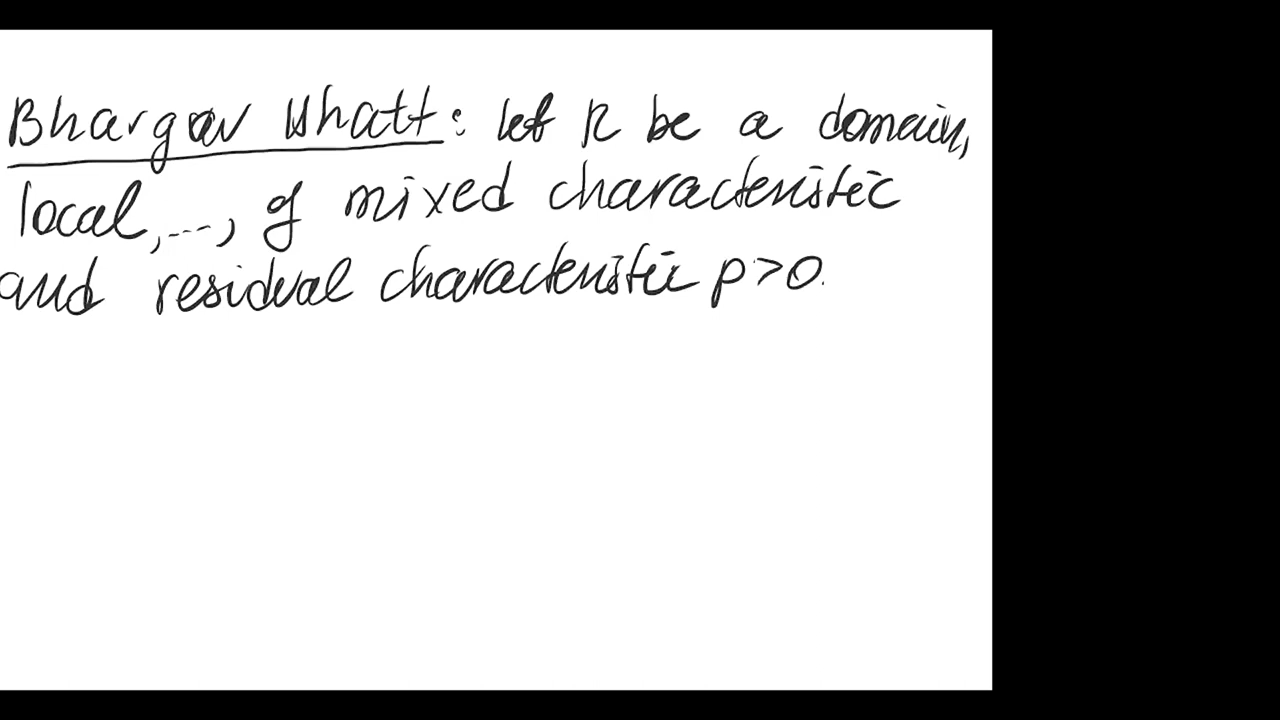 Bhargav Bhatt: let R be a domain,
local, ..., of mixed characteristic
and residual characteristic p>0.